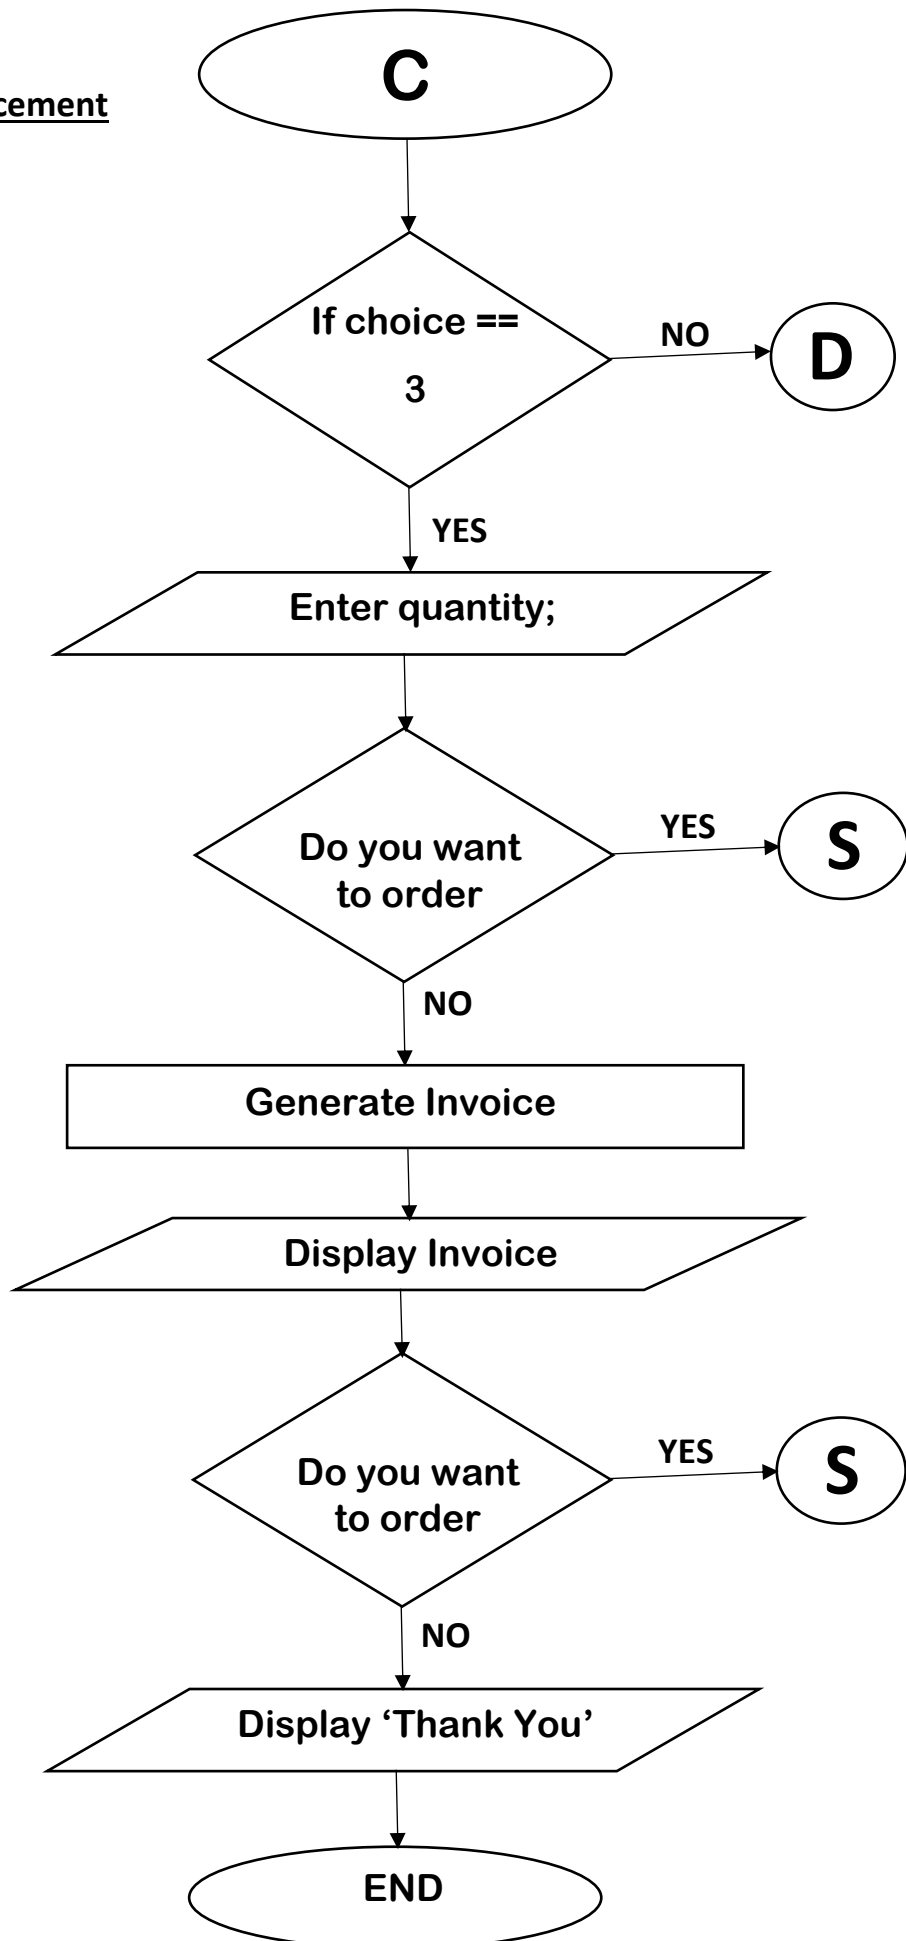 C
cement
If choice ==
3
NO
D
YES
Enter quantity;
Do you want
to order
YES
S
NO
Generate Invoice
Display Invoice
Do you want
to order
YES
S
NO
Display ‘Thank You’
END